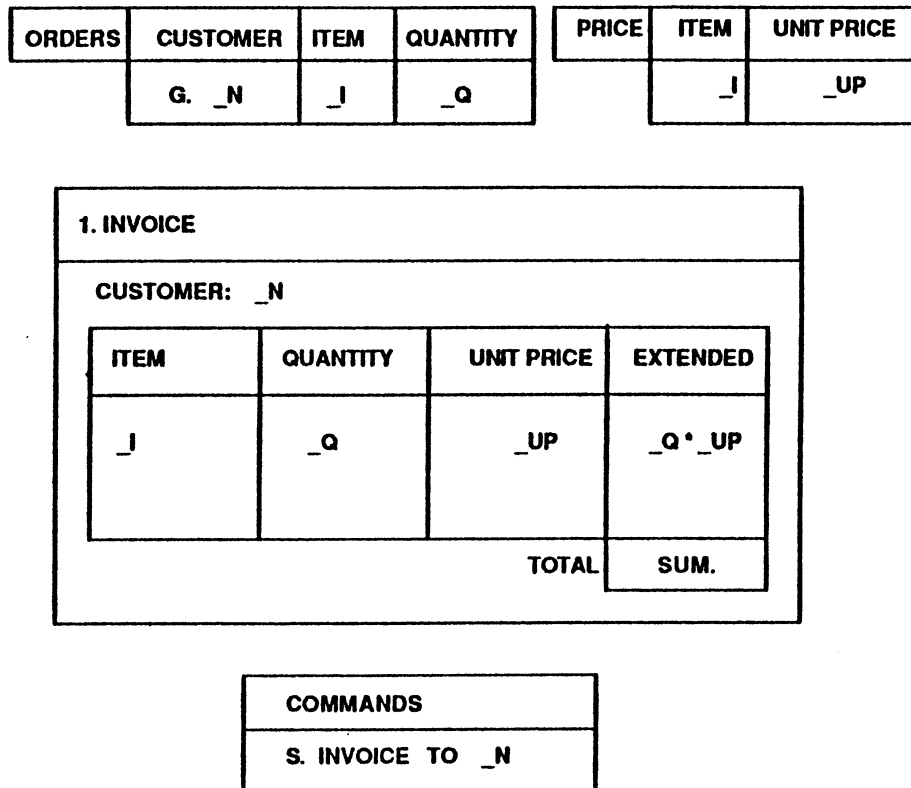 ORDERS CUSTOMER ITEM QUANTITY PRICE ITEM UNIT PRICE
G. _N _I _Q _I _UP
1. INVOICE
CUSTOMER: _N
ITEM QUANTITY UNIT PRICE EXTENDED
_I _Q _UP _Q * _UP
TOTAL SUM.
COMMANDS
S. INVOICE TO _N